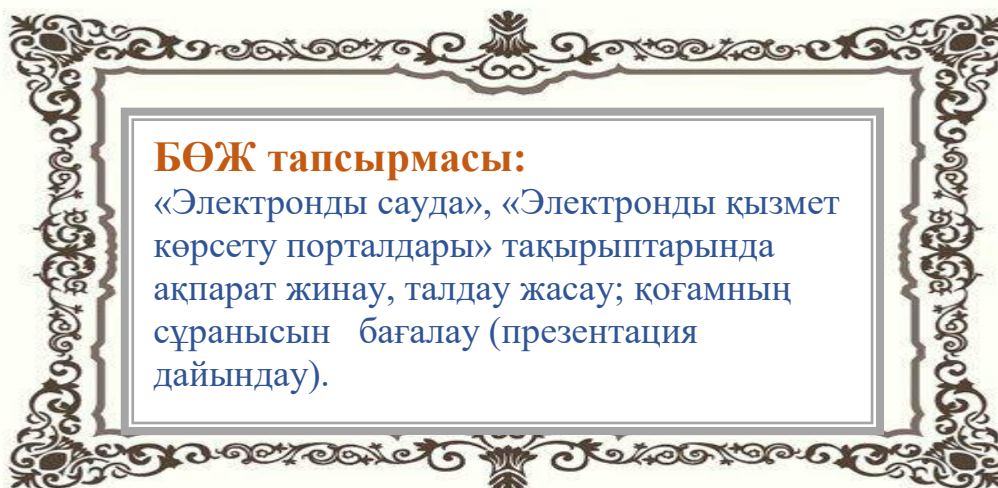 БӨЖ тапсырмасы:
«Электронды сауда», «Электронды қызмет
көрсету порталдары» тақырыптарында
ақпарат жинау, талдау жасау; қоғамның
сұранысын бағалау (презентация
дайындау).